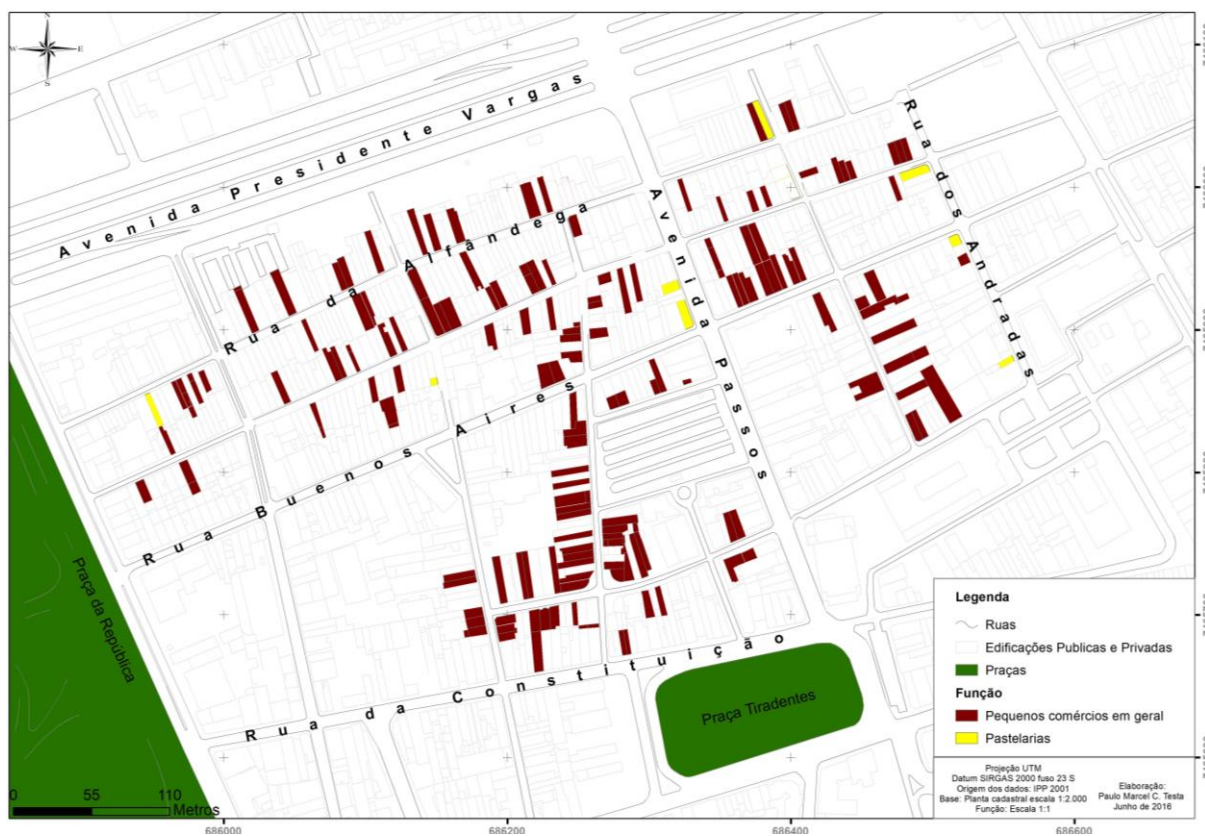 N
W E
S
Avenida Presidente Vargas
Rua da Alfândega
Rua Buenos Aires
Avenida Passos
Rua dos Andradas
Rua da Constituição
Praça da República
Praça Tiradentes
Legenda
Ruas
Edificações Publicas e Privadas
Praças
Função
Pequenos comércios em geral
Pastelarias
Projeção UTM
Datum SIRGAS 2000 fuso 23 S
Origem dos dados: IPP 2001
Base: Planta cadastral escala 1:2.000
Função: Escala 1:1
Elaboração:
Paulo Marcel C. Testa
Junho de 2016
0 55 110
Metros
686000 686200 686400 686600